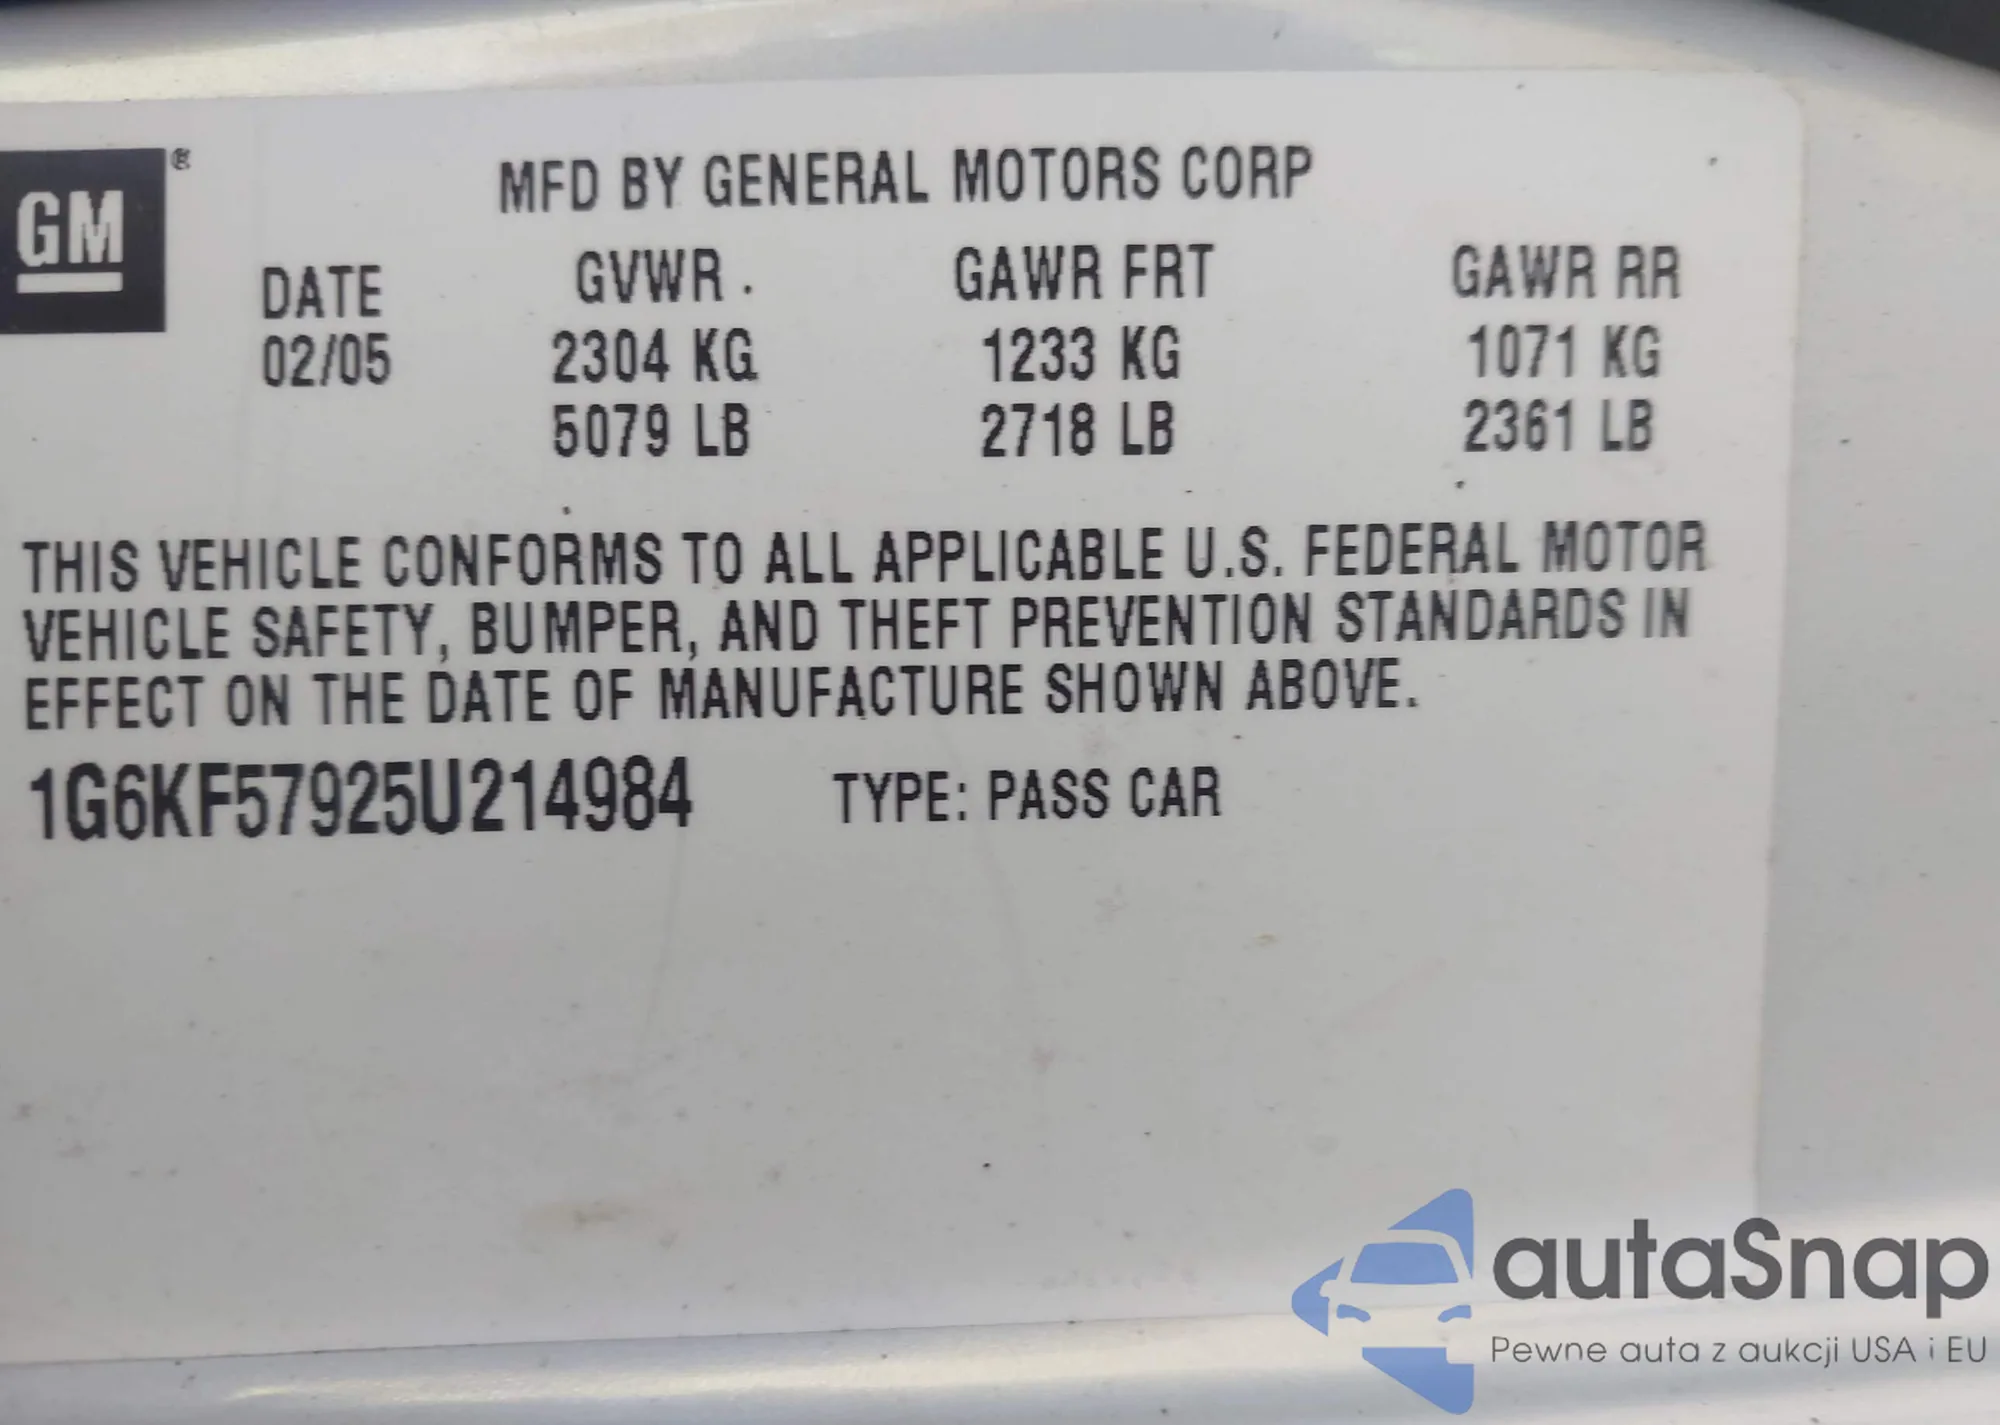 GM ®
MFD BY GENERAL MOTORS CORP
DATE GVWR GAWR FRT GAWR RR
02/05 2304 KG 1233 KG 1071 KG
5079 LB 2718 LB 2361 LB
THIS VEHICLE CONFORMS TO ALL APPLICABLE U.S. FEDERAL MOTOR
VEHICLE SAFETY, BUMPER, AND THEFT PREVENTION STANDARDS IN
EFFECT ON THE DATE OF MANUFACTURE SHOWN ABOVE.
1G6KF57925U214984 TYPE: PASS CAR
autaSnap
Pewne auta z aukcji USA i EU